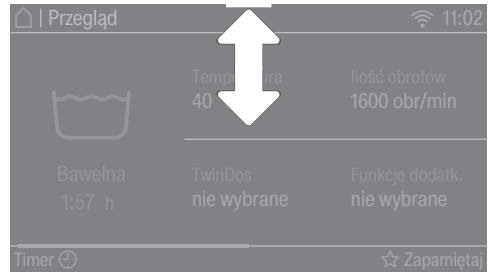 | Przegląd 11:02
Temperatura Ilość obrotów
40 1600 obr/min
Bawełna TwinDos Funkcje dodatk.
1:57 h nie wybrane nie wybrane
Timer Zapamiętaj